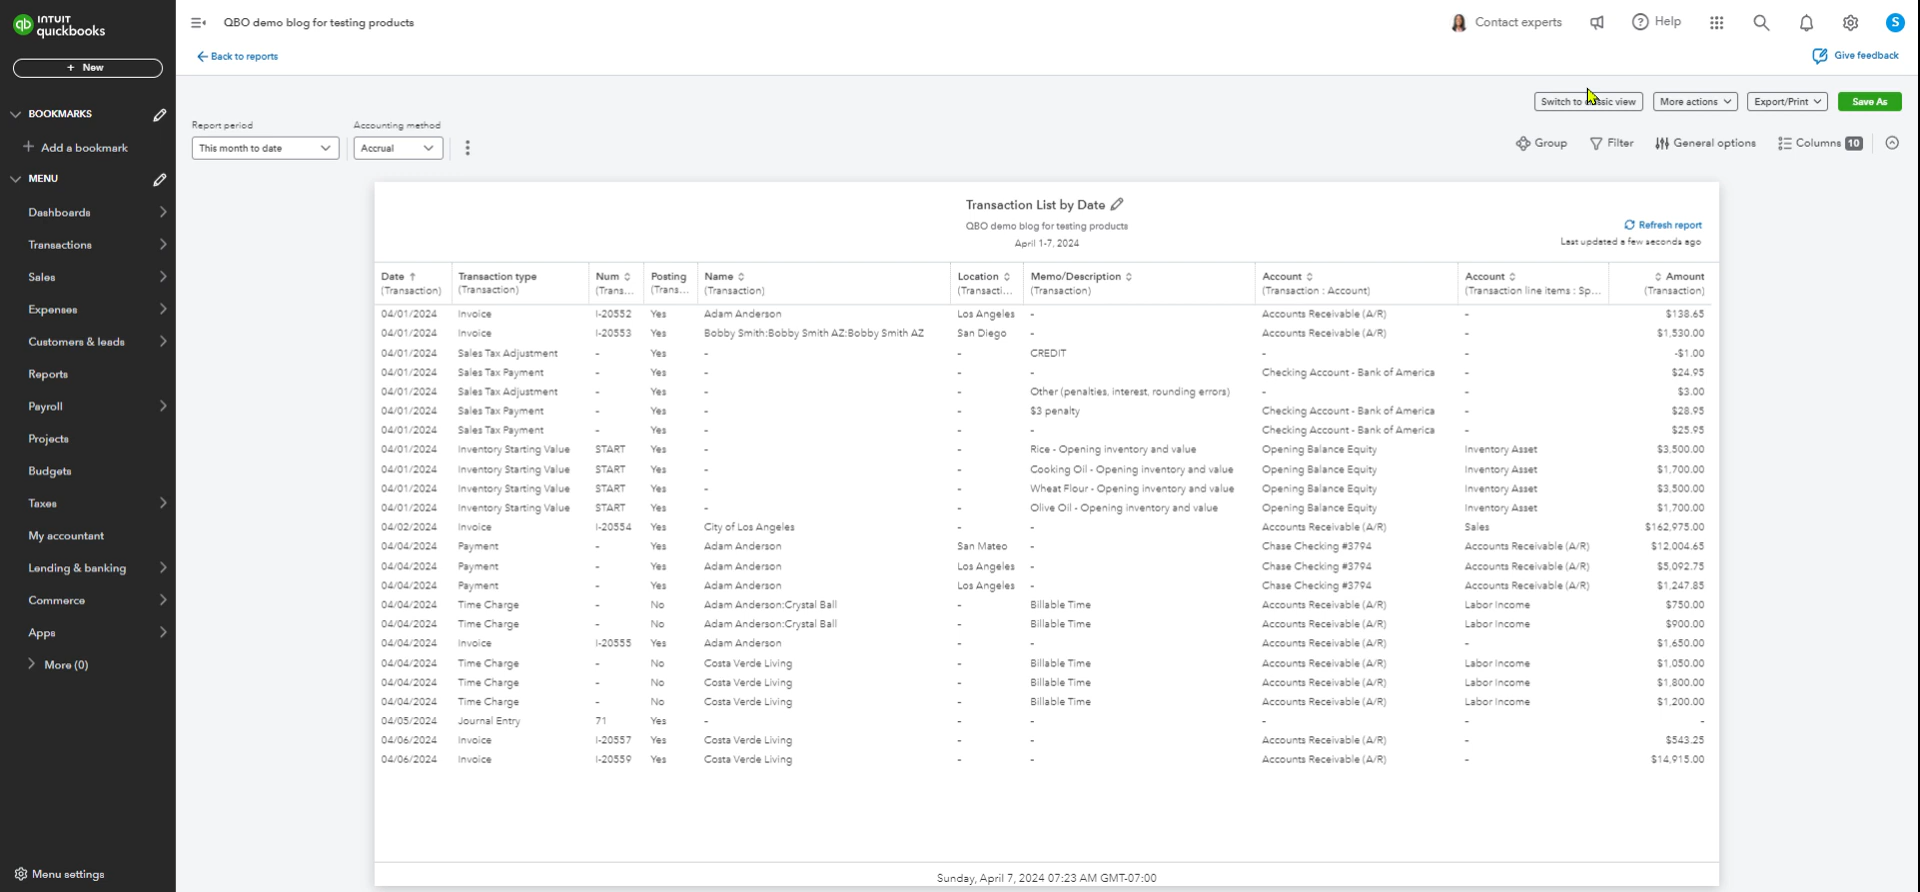 INTUIT
quickbooks
QBO demo blog for testing products
Contact experts
Help
S
Back to reports
Give feedback
+ New
BOOKMARKS
+ Add a bookmark
MENU
Dashboards
Transactions
Sales
Expenses
Customers & leads
Reports
Payroll
Projects
Budgets
Taxes
My accountant
Lending & banking
Commerce
Apps
More (0)
Menu settings
Switch to classic view More actions Export/Print Save As
Report period Accounting method
This month to date Accrual
Group Filter General options Columns 10
Transaction List by Date
QBO demo blog for testing products
April 1-7, 2024
Refresh report
Last updated a few seconds ago
Date Transaction type Num Posting Name Location Memo/Description Account Account Amount
(Transaction) (Transaction) (Trans... (Trans... (Transaction) (Transacti... (Transaction) (Transaction : Account) (Transaction line items : Sp... (Transaction)
04/01/2024 Invoice I-20552 Yes Adam Anderson Los Angeles - Accounts Receivable (A/R) - $138.65
04/01/2024 Invoice I-20553 Yes Bobby Smith:Bobby Smith AZ:Bobby Smith AZ San Diego - Accounts Receivable (A/R) - $1,530.00
04/01/2024 Sales Tax Adjustment - Yes - - CREDIT - - -$1.00
04/01/2024 Sales Tax Payment - Yes - - - Checking Account - Bank of America - $24.95
04/01/2024 Sales Tax Adjustment - Yes - - Other (penalties, interest, rounding errors) - - $3.00
04/01/2024 Sales Tax Payment - Yes - - $3 penalty Checking Account - Bank of America - $28.95
04/01/2024 Sales Tax Payment - Yes - - - Checking Account - Bank of America - $25.95
04/01/2024 Inventory Starting Value START Yes - - Rice - Opening inventory and value Opening Balance Equity Inventory Asset $3,500.00
04/01/2024 Inventory Starting Value START Yes - - Cooking Oil - Opening inventory and value Opening Balance Equity Inventory Asset $1,700.00
04/01/2024 Inventory Starting Value START Yes - - Wheat Flour - Opening inventory and value Opening Balance Equity Inventory Asset $3,500.00
04/01/2024 Inventory Starting Value START Yes - - Olive Oil - Opening inventory and value Opening Balance Equity Inventory Asset $1,700.00
04/02/2024 Invoice I-20554 Yes City of Los Angeles - - Accounts Receivable (A/R) Sales $162,975.00
04/04/2024 Payment - Yes Adam Anderson San Mateo - Chase Checking #3794 Accounts Receivable (A/R) $12,004.65
04/04/2024 Payment - Yes Adam Anderson Los Angeles - Chase Checking #3794 Accounts Receivable (A/R) $5,092.75
04/04/2024 Payment - Yes Adam Anderson Los Angeles - Chase Checking #3794 Accounts Receivable (A/R) $1,247.85
04/04/2024 Time Charge - No Adam Anderson:Crystal Ball - Billable Time Accounts Receivable (A/R) Labor Income $750.00
04/04/2024 Time Charge - No Adam Anderson:Crystal Ball - Billable Time Accounts Receivable (A/R) Labor Income $900.00
04/04/2024 Invoice I-20555 Yes Adam Anderson - - Accounts Receivable (A/R) - $1,650.00
04/04/2024 Time Charge - No Costa Verde Living - Billable Time Accounts Receivable (A/R) Labor Income $1,050.00
04/04/2024 Time Charge - No Costa Verde Living - Billable Time Accounts Receivable (A/R) Labor Income $1,800.00
04/04/2024 Time Charge - No Costa Verde Living - Billable Time Accounts Receivable (A/R) Labor Income $1,200.00
04/05/2024 Journal Entry 71 Yes - - - - - -
04/06/2024 Invoice I-20557 Yes Costa Verde Living - - Accounts Receivable (A/R) - $543.25
04/06/2024 Invoice I-20559 Yes Costa Verde Living - - Accounts Receivable (A/R) - $14,915.00
Sunday, April 7, 2024 07:23 AM GMT-07:00